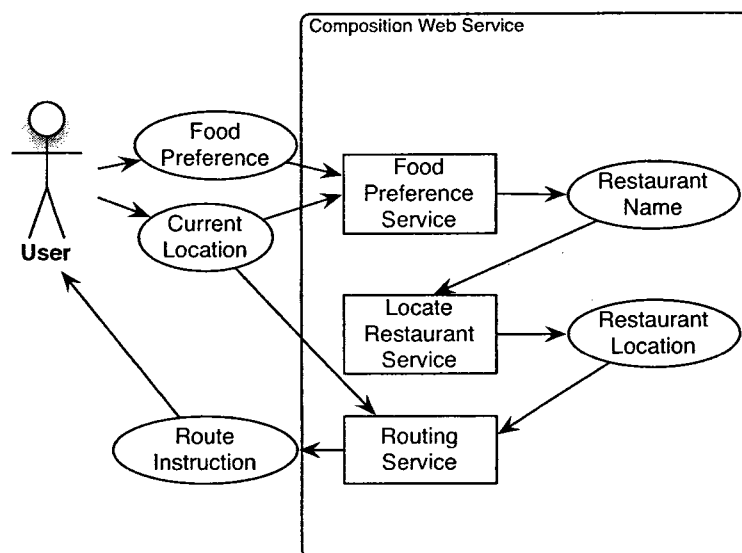 Composition Web Service
Food
Preference
Food
Preference
Service
Restaurant
Name
Current
Location
User
Locate
Restaurant
Service
Restaurant
Location
Route
Instruction
Routing
Service